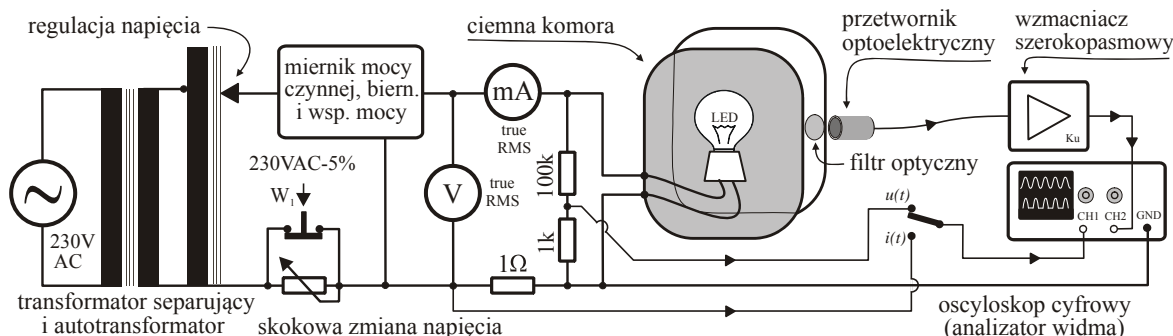 regulacja napięcia
ciemna komora
przetwornik
optoelektryczny
wzmacniacz
szerokopasmowy
miernik mocy
czynnej, biern.
i wsp. mocy
mA
true
RMS
LED
filtr optyczny
Ku
230VAC-5%
W1
V
true
RMS
100k
1k
1Ω
u(t)
i(t)
CH1
CH2
GND
230V
AC
transformator separujący
i autotransformator
skokowa zmiana napięcia
oscyloskop cyfrowy
(analizator widma)